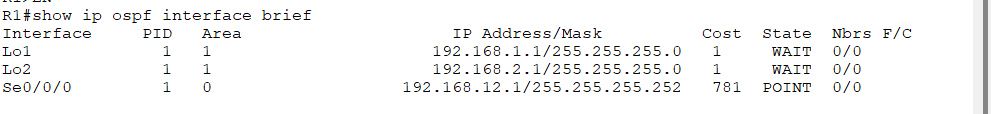 R1#show ip ospf interface brief
Interface PID Area IP Address/Mask Cost State Nbrs F/C
Lo1 1 1 192.168.1.1/255.255.255.0 1 WAIT 0/0
Lo2 1 1 192.168.2.1/255.255.255.0 1 WAIT 0/0
Se0/0/0 1 0 192.168.12.1/255.255.255.252 781 POINT 0/0